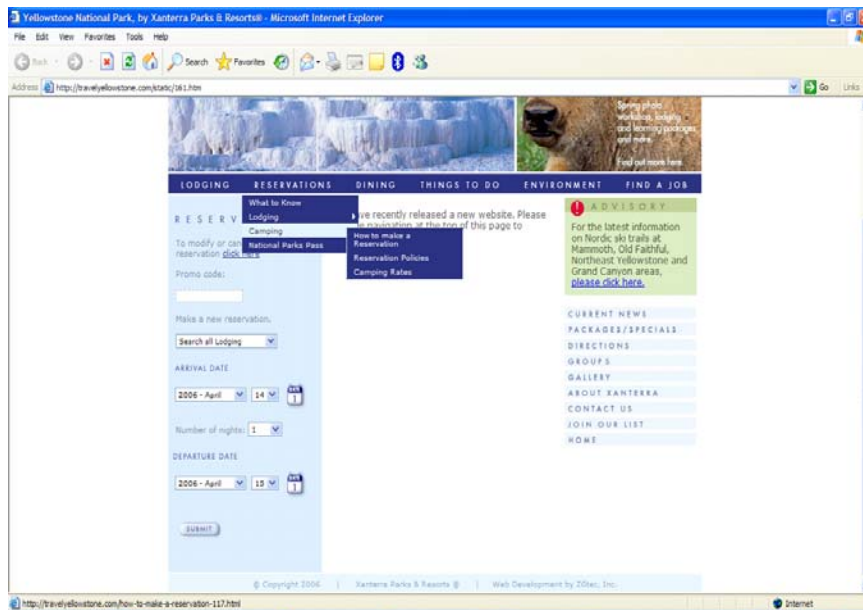 Yellowstone National Park, by Xanterra Parks & Resorts® - Microsoft Internet Explorer
File Edit View Favorites Tools Help
Back Search Favorites
Address http://travelyellowstone.com/static/161.htm Go Links
Spring photo
workshop, lodging
and learning packages
and more.
Find out more here.
LODGING RESERVATIONS DINING THINGS TO DO ENVIRONMENT FIND A JOB
What to Know
Lodging
Camping
National Parks Pass
How to make a
Reservation
Reservation Policies
Camping Rates
ve recently released a new website. Please
navigation at the top of this page to
RESERV
To modify or can
reservation click here
Promo code:
Make a new reservation.
Search all Lodging
ARRIVAL DATE
2006 - April 14
Number of nights: 1
DEPARTURE DATE
2006 - April 15
SUBMIT
ADVISORY
For the latest information
on Nordic ski trails at
Mammoth, Old Faithful,
Northeast Yellowstone and
Grand Canyon areas,
please click here.
CURRENT NEWS
PACKAGES/SPECIALS
DIRECTIONS
GROUPS
GALLERY
ABOUT XANTERRA
CONTACT US
JOIN OUR LIST
HOME
© Copyright 2006 | Xanterra Parks & Resorts ® | Web Development by ZOtec, Inc.
http://travelyellowstone.com/how-to-make-a-reservation-117.html Internet